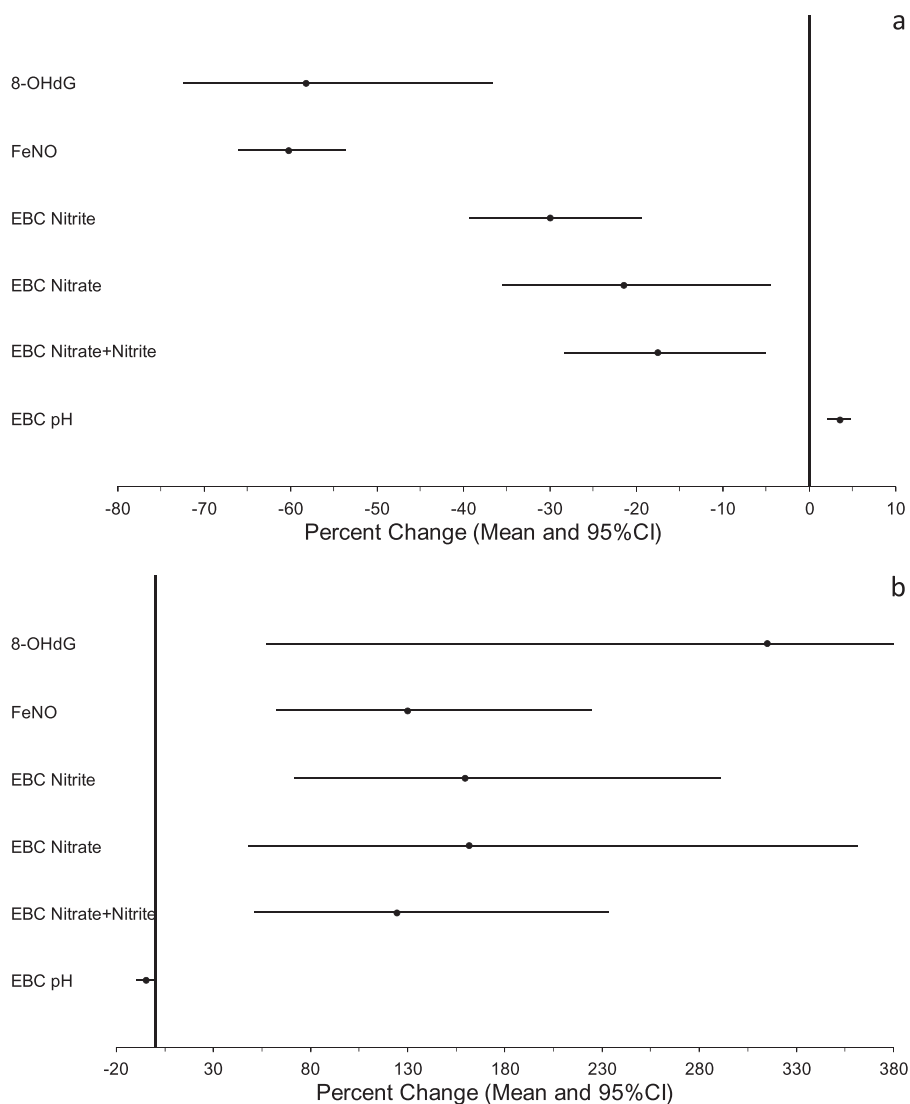 a
8-OHdG
FeNO
EBC Nitrite
EBC Nitrate
EBC Nitrate+Nitrite
EBC pH
-80 -70 -60 -50 -40 -30 -20 -10 0 10
Percent Change (Mean and 95%CI)
b
8-OHdG
FeNO
EBC Nitrite
EBC Nitrate
EBC Nitrate+Nitrite
EBC pH
-20 30 80 130 180 230 280 330 380
Percent Change (Mean and 95%CI)